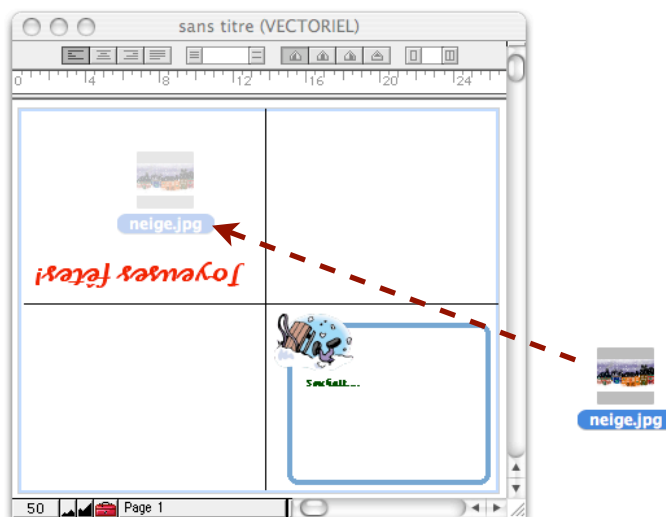 sans titre (VECTORIEL)
0 4 8 12 16 20 24
neige.jpg
Joyeuses fêtes!
neige.jpg
50 Page 1